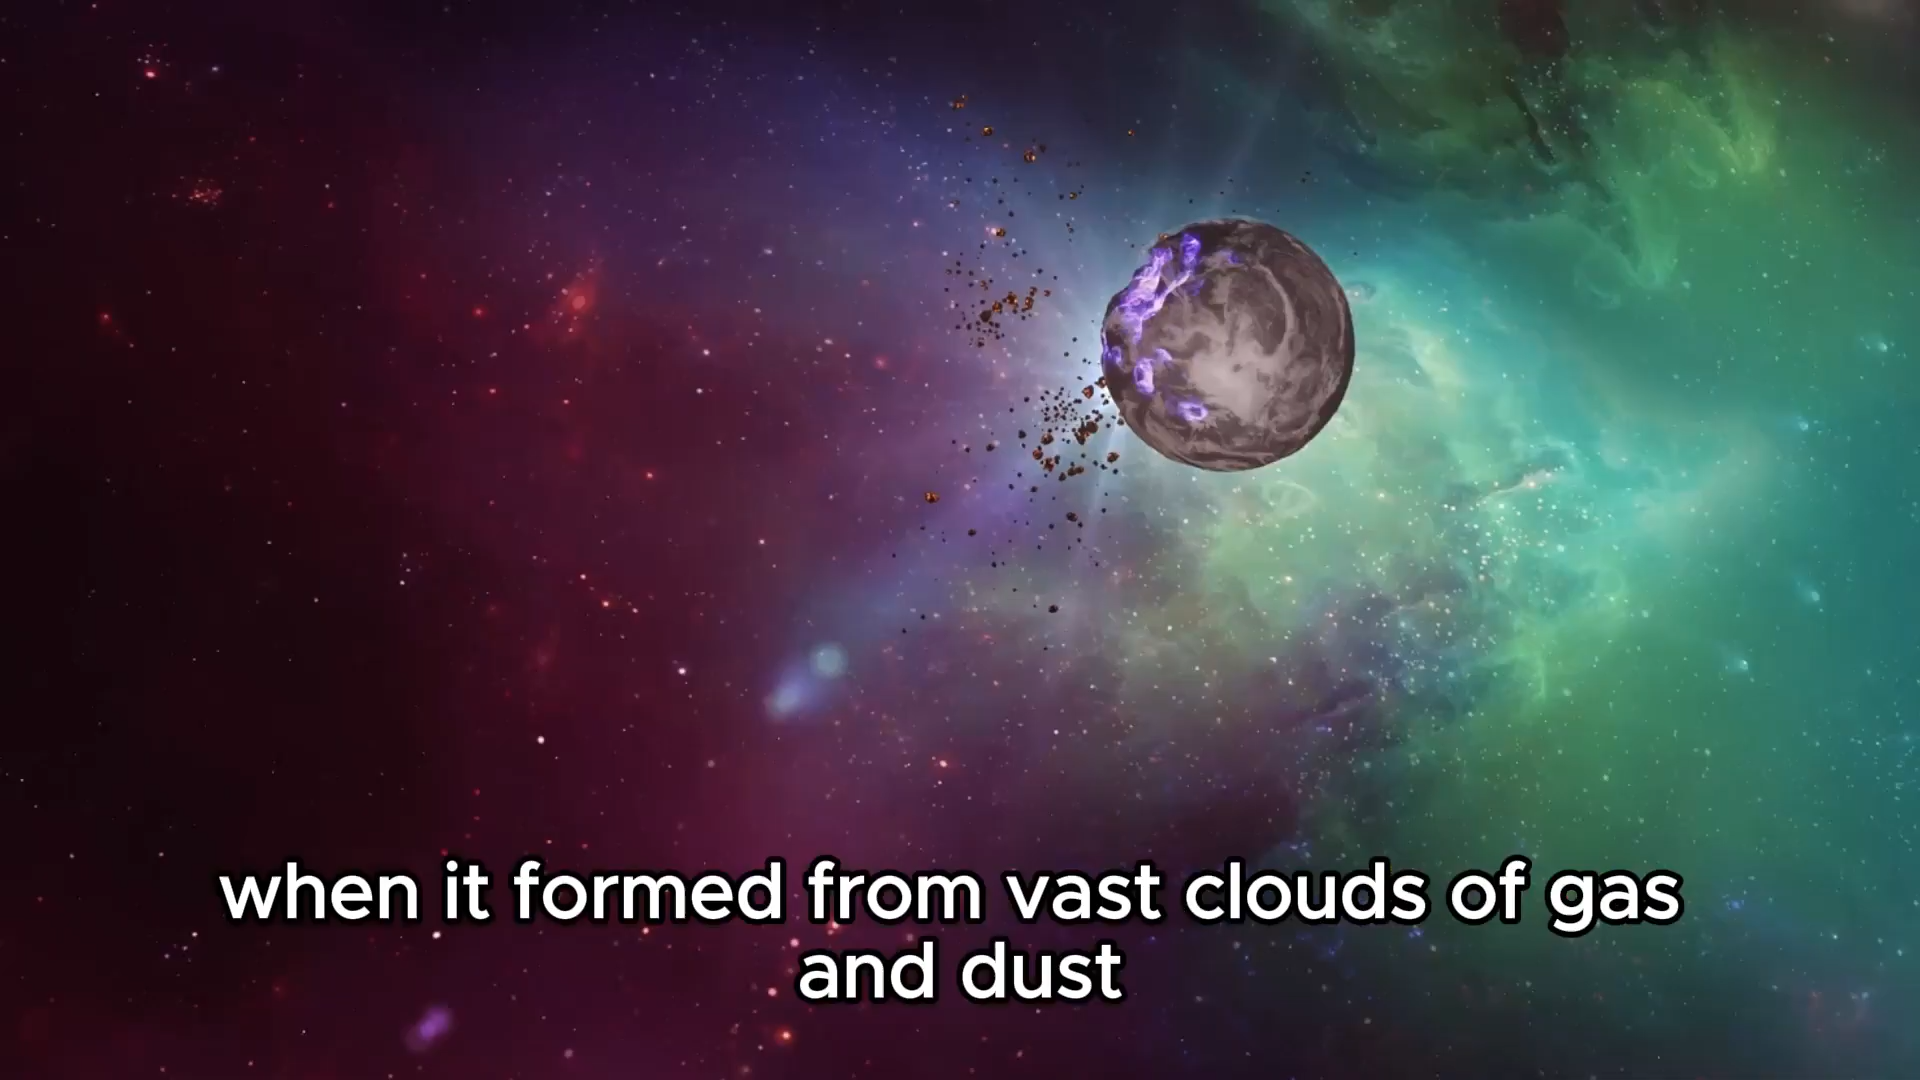 when it formed from vast clouds of gas
and dust